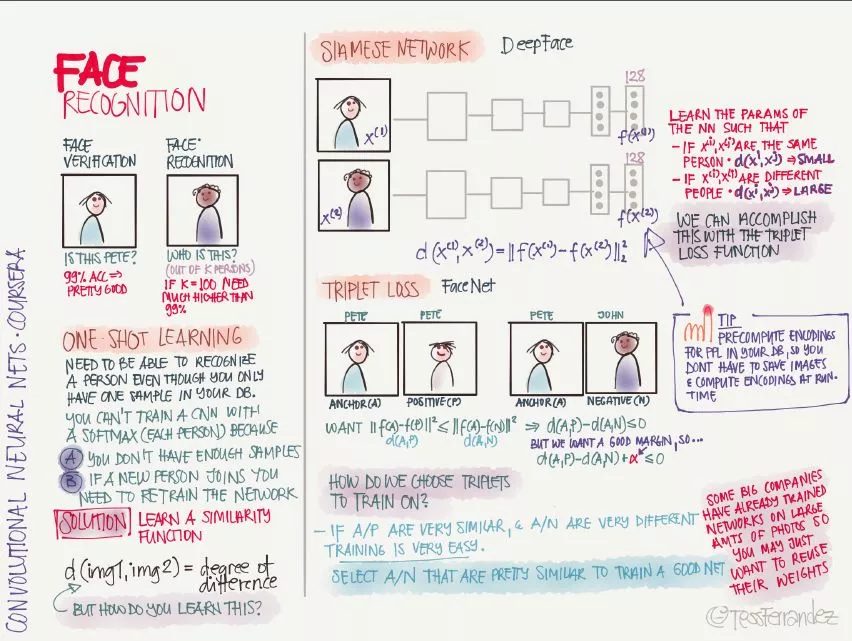 CONVOLUTIONAL NEURAL NETS · COURSERA
FACE
RECOGNITION
FACE
VERIFICATION
IS THIS PETE?
99% ACC ⇒
PRETTY GOOD
FACE
RECOGNITION
WHO IS THIS?
(OUT OF K PERSONS)
IF K=100 NEED
MUCH HIGHER THAN
99%
ONE SHOT LEARNING
NEED TO BE ABLE TO RECOGNIZE
A PERSON EVEN THOUGH YOU ONLY
HAVE ONE SAMPLE IN YOUR DB.
YOU CAN'T TRAIN A CNN WITH
A SOFTMAX (EACH PERSON) BECAUSE
A YOU DON'T HAVE ENOUGH SAMPLES
B IF A NEW PERSON JOINS YOU
NEED TO RETRAIN THE NETWORK
SOLUTION LEARN A SIMILARITY
FUNCTION
d(img1,img2) = degree of
difference
BUT HOW DO YOU LEARN THIS?
SIAMESE NETWORK DeepFace
x⁽¹⁾
128
f(x⁽¹⁾)
x⁽²⁾
128
f(x⁽²⁾)
d(x⁽¹⁾,x⁽²⁾) = ||f(x⁽¹⁾)-f(x⁽²⁾)||₂²
LEARN THE PARAMS OF
THE NN SUCH THAT
- IF x⁽ⁱ⁾,x⁽ʲ⁾ ARE THE SAME
PERSON · d(xⁱ,xʲ) ⇒ SMALL
- IF x⁽ⁱ⁾,x⁽ʲ⁾ ARE DIFFERENT
PEOPLE · d(xⁱ,xʲ) ⇒ LARGE
WE CAN ACCOMPLISH
THIS WITH THE TRIPLET
LOSS FUNCTION
TIP
PRECOMPUTE ENCODINGS
FOR PPL IN YOUR DB, SO YOU
DONT HAVE TO SAVE IMAGES
& COMPUTE ENCODINGS AT RUN-
TIME
TRIPLET LOSS FaceNet
PETE PETE PETE JOHN
ANCHOR(A) POSITIVE(P) ANCHOR(A) NEGATIVE(N)
WANT ||f(A)-f(P)||² ≤ ||f(A)-f(N)||² ⇒ d(A,P)-d(A,N)≤0
d(A,P) d(A,N)
BUT WE WANT A GOOD MARGIN, SO...
d(A,P)-d(A,N)+α ≤0
HOW DO WE CHOOSE TRIPLETS
TO TRAIN ON?
- IF A/P ARE VERY SIMILAR, & A/N ARE VERY DIFFERENT
TRAINING IS VERY EASY.
SELECT A/N THAT ARE PRETTY SIMILAR TO TRAIN A GOOD NET
SOME BIG COMPANIES
HAVE ALREADY TRAINED
NETWORKS ON LARGE
AMTS OF PHOTOS SO
YOU MAY JUST
WANT TO REUSE
THEIR WEIGHTS
@TessFerrandez